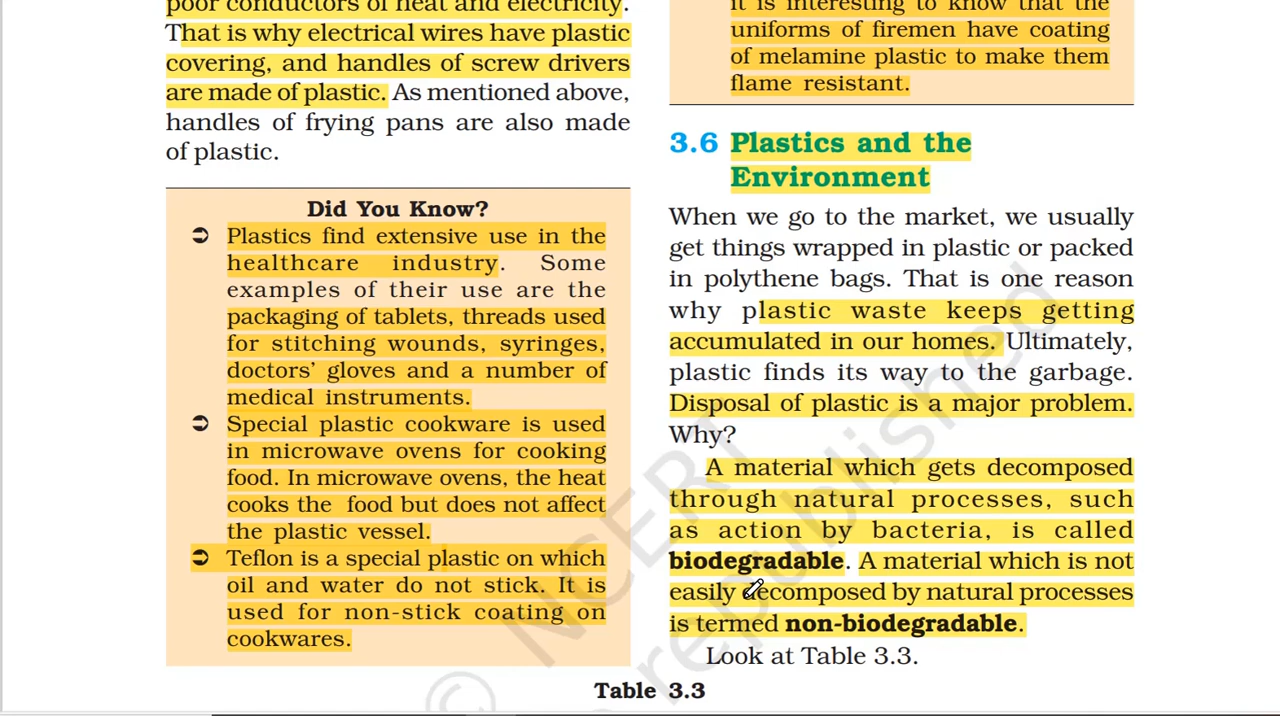 poor conductors of heat and electricity.
That is why electrical wires have plastic
covering, and handles of screw drivers
are made of plastic. As mentioned above,
handles of frying pans are also made
of plastic.
Did You Know?
➲ Plastics find extensive use in the
healthcare industry. Some
examples of their use are the
packaging of tablets, threads used
for stitching wounds, syringes,
doctors’ gloves and a number of
medical instruments.
➲ Special plastic cookware is used
in microwave ovens for cooking
food. In microwave ovens, the heat
cooks the food but does not affect
the plastic vessel.
➲ Teflon is a special plastic on which
oil and water do not stick. It is
used for non-stick coating on
cookwares.
it is interesting to know that the
uniforms of firemen have coating
of melamine plastic to make them
flame resistant.
3.6 Plastics and the
Environment
When we go to the market, we usually
get things wrapped in plastic or packed
in polythene bags. That is one reason
why plastic waste keeps getting
accumulated in our homes. Ultimately,
plastic finds its way to the garbage.
Disposal of plastic is a major problem.
Why?
A material which gets decomposed
through natural processes, such
as action by bacteria, is called
biodegradable. A material which is not
easily decomposed by natural processes
is termed non-biodegradable.
Look at Table 3.3.
Table 3.3
© NCERT
republished